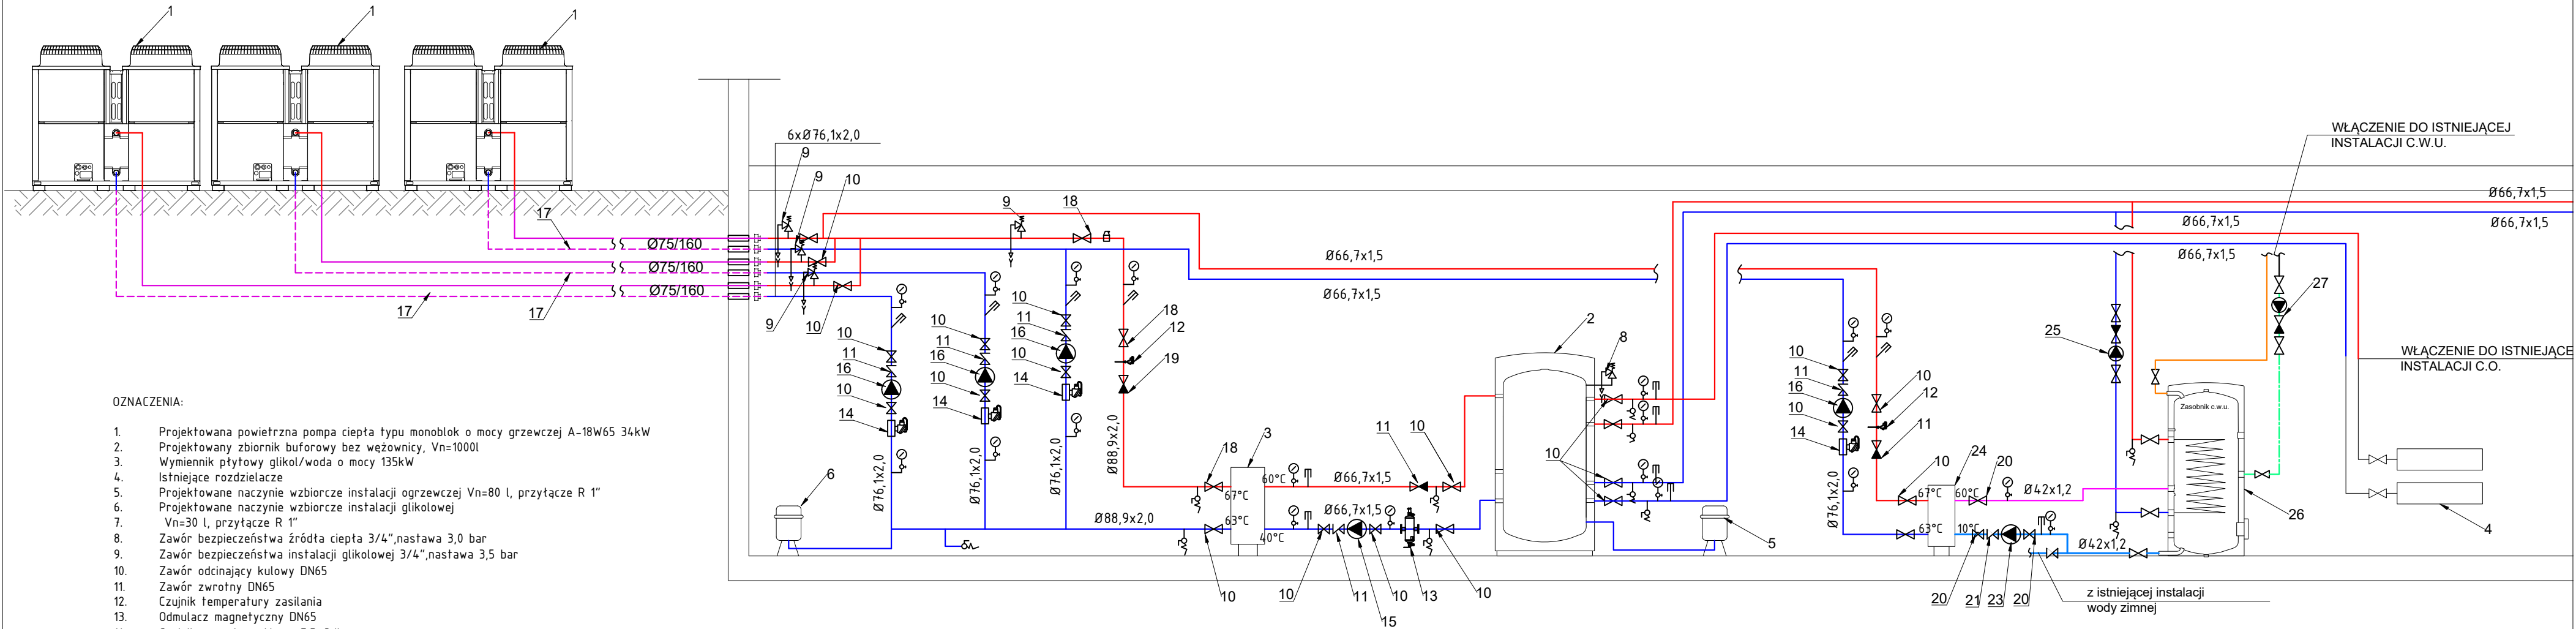 1
1
1
6xØ76,1x2,0
WŁĄCZENIE DO ISTNIEJĄCEJ
INSTALACJI C.W.U.
9
9
10
9
18
Ø66,7x1,5
Ø66,7x1,5
Ø66,7x1,5
Ø66,7x1,5
17
Ø75/160
Ø75/160
Ø75/160
17
17
9
10
Ø66,7x1,5
Ø66,7x1,5
27
10
11
16
10
14
10
11
16
10
14
10
11
16
10
14
18
12
19
2
8
10
11
16
10
14
10
12
11
25
WŁĄCZENIE DO ISTNIEJĄCE
INSTALACJI C.O.
Zasobnik c.w.u.
OZNACZENIA:
1. Projektowana powietrzna pompa ciepła typu monoblok o mocy grzewczej A-18W65 34kW
2. Projektowany zbiornik buforowy bez wężownicy, Vn=1000l
3. Wymiennik płytowy glikol/woda o mocy 135kW
4. Istniejące rozdzielacze
5. Projektowane naczynie wzbiorcze instalacji ogrzewczej Vn=80 l, przyłącze R 1"
6. Projektowane naczynie wzbiorcze instalacji glikolowej
7. Vn=30 l, przyłącze R 1"
8. Zawór bezpieczeństwa źródła ciepła 3/4",nastawa 3,0 bar
9. Zawór bezpieczeństwa instalacji glikolowej 3/4",nastawa 3,5 bar
10. Zawór odcinający kulowy DN65
11. Zawór zwrotny DN65
12. Czujnik temperatury zasilania
13. Odmulacz magnetyczny DN65
6
Ø76,1x2,0
Ø76,1x2,0
Ø76,1x2,0
Ø88,9x2,0
Ø88,9x2,0
18
3
67°C
60°C
63°C
40°C
Ø66,7x1,5
11
10
Ø66,7x1,5
10
10
11
10
13
10
15
10
5
Ø76,1x2,0
10
24
20
67°C
60°C
63°C
10°C
Ø42x1,2
Ø42x1,2
20
21
23
20
26
4
z istniejącej instalacji
wody zimnej